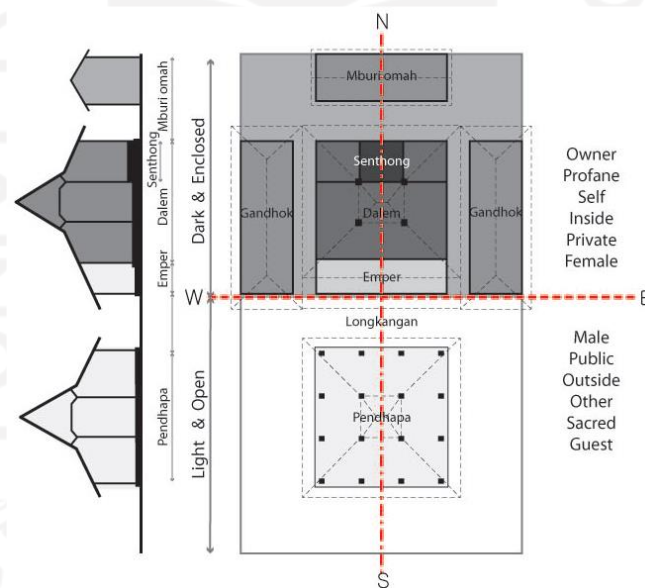 N
Mburi omah
Senthong
Gandhok
Dalem
Gandhok
Emper
W
E
Longkangan
Pendhapa
S
Mburi omah
Senthong
Dalem
Emper
Pendhapa
Dark & Enclosed
Light & Open
Owner
Profane
Self
Inside
Private
Female
Male
Public
Outside
Other
Sacred
Guest